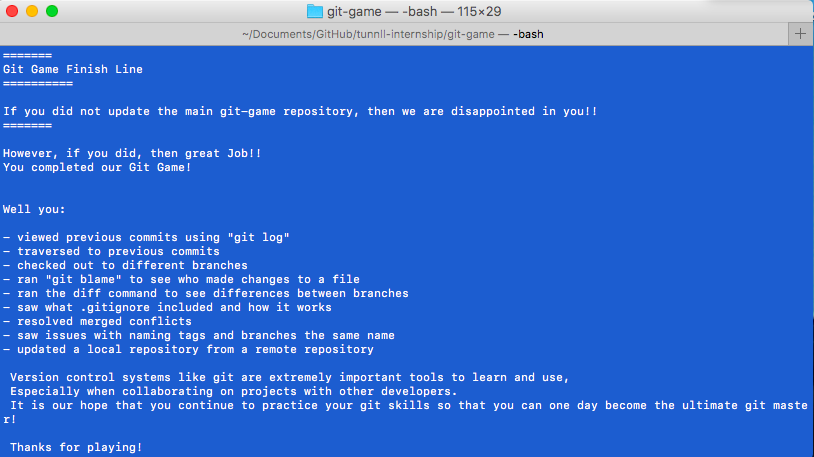 git-game — -bash — 115×29
~/Documents/GitHub/tunnll-internship/git-game — -bash
+
=======
Git Game Finish Line
==========
If you did not update the main git-game repository, then we are disappointed in you!!
=======
However, if you did, then great Job!!
You completed our Git Game!
Well you:
- viewed previous commits using "git log"
- traversed to previous commits
- checked out to different branches
- ran "git blame" to see who made changes to a file
- ran the diff command to see differences between branches
- saw what .gitignore included and how it works
- resolved merged conflicts
- saw issues with naming tags and branches the same name
- updated a local repository from a remote repository
Version control systems like git are extremely important tools to learn and use,
Especially when collaborating on projects with other developers.
It is our hope that you continue to practice your git skills so that you can one day become the ultimate git maste
r!
Thanks for playing!